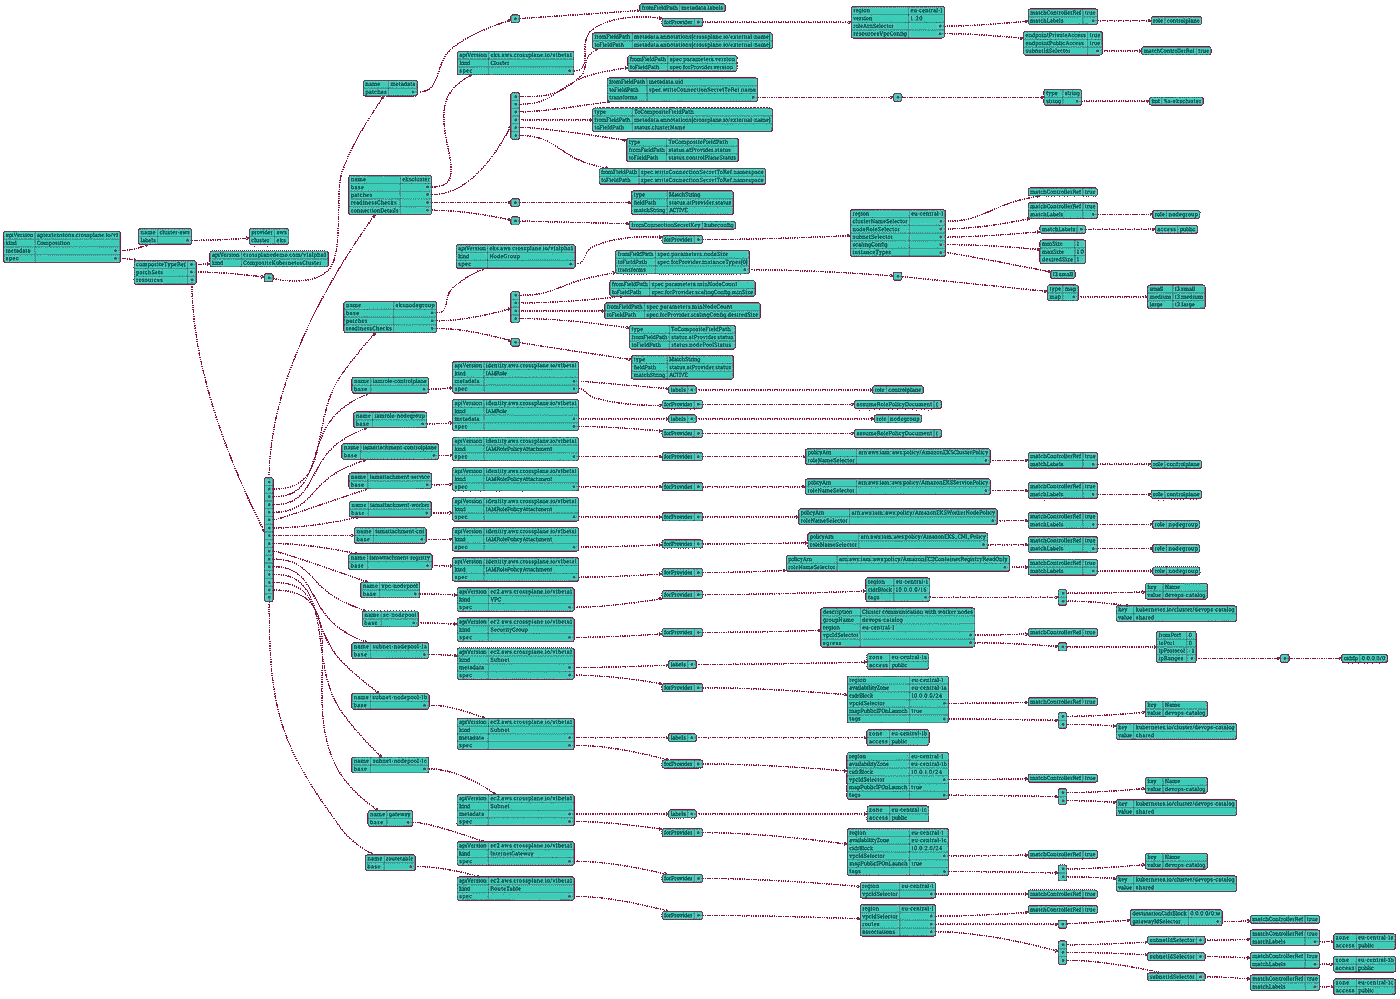 apiVersion apiextensions.crossplane.io/v1
kind Composition
metadata
spec
name cluster-aws
labels
provider aws
cluster eks
compositeTypeRef
patchSets
resources
apiVersion crossplanedemo.com/v1alpha1
kind CompositeKubernetesCluster
name metadata
patches
fromFieldPath metadata.labels
name ekscluster
base
patches
readinessChecks
connectionDetails
apiVersion eks.aws.crossplane.io/v1beta1
kind Cluster
spec
forProvider
region eu-central-1
version 1.20
roleArnSelector
resourcesVpcConfig
matchControllerRef true
matchLabels
role controlplane
endpointPrivateAccess true
endpointPublicAccess true
subnetIdSelector
matchControllerRef true
fromFieldPath metadata.annotations[crossplane.io/external-name]
toFieldPath metadata.annotations[crossplane.io/external-name]
fromFieldPath spec.parameters.version
toFieldPath spec.forProvider.version
fromFieldPath metadata.uid
toFieldPath spec.writeConnectionSecretToRef.name
transforms
type string
string
fmt %s-ekscluster
type ToCompositeFieldPath
fromFieldPath metadata.annotations[crossplane.io/external-name]
toFieldPath status.clusterName
type ToCompositeFieldPath
fromFieldPath status.atProvider.status
toFieldPath status.controlPlaneStatus
fromFieldPath spec.writeConnectionSecretToRef.namespace
toFieldPath spec.writeConnectionSecretToRef.namespace
type MatchString
fieldPath status.atProvider.status
matchString ACTIVE
fromConnectionSecretKey kubeconfig
name eksnodegroup
base
patches
readinessChecks
apiVersion eks.aws.crossplane.io/v1alpha1
kind NodeGroup
spec
forProvider
region eu-central-1
clusterNameSelector
nodeRoleSelector
subnetSelector
scalingConfig
instanceTypes
matchControllerRef true
matchControllerRef true
matchLabels
role nodegroup
matchLabels
access public
minSize 1
maxSize 10
desiredSize 1
t3.small
fromFieldPath spec.parameters.nodeSize
toFieldPath spec.forProvider.instanceTypes[0]
transforms
type map
map
small t3.small
medium t3.medium
large t3.large
fromFieldPath spec.parameters.minNodeCount
toFieldPath spec.forProvider.scalingConfig.minSize
fromFieldPath spec.parameters.minNodeCount
toFieldPath spec.forProvider.scalingConfig.desiredSize
type ToCompositeFieldPath
fromFieldPath status.atProvider.status
toFieldPath status.nodePoolStatus
type MatchString
fieldPath status.atProvider.status
matchString ACTIVE
name iamrole-controlplane
base
apiVersion identity.aws.crossplane.io/v1beta1
kind IAMRole
metadata
spec
labels
role controlplane
forProvider
assumeRolePolicyDocument {
name iamrole-nodegroup
base
apiVersion identity.aws.crossplane.io/v1beta1
kind IAMRole
metadata
spec
labels
role nodegroup
forProvider
assumeRolePolicyDocument {
name iamattachment-controlplane
base
apiVersion identity.aws.crossplane.io/v1beta1
kind IAMRolePolicyAttachment
spec
forProvider
policyArn arn:aws:iam::aws:policy/AmazonEKSClusterPolicy
roleNameSelector
matchControllerRef true
matchLabels
role controlplane
name iamattachment-service
base
apiVersion identity.aws.crossplane.io/v1beta1
kind IAMRolePolicyAttachment
spec
forProvider
policyArn arn:aws:iam::aws:policy/AmazonEKSServicePolicy
roleNameSelector
matchControllerRef true
matchLabels
role controlplane
name iamattachment-worker
base
apiVersion identity.aws.crossplane.io/v1beta1
kind IAMRolePolicyAttachment
spec
forProvider
policyArn arn:aws:iam::aws:policy/AmazonEKSWorkerNodePolicy
roleNameSelector
matchControllerRef true
matchLabels
role nodegroup
name iamattachment-cni
base
apiVersion identity.aws.crossplane.io/v1beta1
kind IAMRolePolicyAttachment
spec
forProvider
policyArn arn:aws:iam::aws:policy/AmazonEKS_CNI_Policy
roleNameSelector
matchControllerRef true
matchLabels
role nodegroup
name iamattachment-registry
base
apiVersion identity.aws.crossplane.io/v1beta1
kind IAMRolePolicyAttachment
spec
forProvider
policyArn arn:aws:iam::aws:policy/AmazonEC2ContainerRegistryReadOnly
roleNameSelector
matchControllerRef true
matchLabels
role nodegroup
name vpc-nodepool
base
apiVersion ec2.aws.crossplane.io/v1beta1
kind VPC
spec
forProvider
region eu-central-1
cidrBlock 10.0.0.0/16
tags
key Name
value devops-catalog
key kubernetes.io/cluster/devops-catalog
value shared
name sg-nodepool
base
apiVersion ec2.aws.crossplane.io/v1beta1
kind SecurityGroup
spec
forProvider
description Cluster communication with worker nodes
groupName devops-catalog
region eu-central-1
vpcIdSelector
egress
matchControllerRef true
fromPort 0
toPort 0
ipProtocol -1
ipRanges
cidrIp 0.0.0.0/0
name subnet-nodepool-1a
base
apiVersion ec2.aws.crossplane.io/v1beta1
kind Subnet
metadata
spec
labels
zone eu-central-1a
access public
forProvider
region eu-central-1
availabilityZone eu-central-1a
cidrBlock 10.0.0.0/24
vpcIdSelector
mapPublicIPOnLaunch true
tags
matchControllerRef true
key Name
value devops-catalog
key kubernetes.io/cluster/devops-catalog
value shared
name subnet-nodepool-1b
base
apiVersion ec2.aws.crossplane.io/v1beta1
kind Subnet
metadata
spec
labels
zone eu-central-1b
access public
forProvider
region eu-central-1
availabilityZone eu-central-1b
cidrBlock 10.0.1.0/24
vpcIdSelector
mapPublicIPOnLaunch true
tags
matchControllerRef true
key Name
value devops-catalog
key kubernetes.io/cluster/devops-catalog
value shared
name subnet-nodepool-1c
base
apiVersion ec2.aws.crossplane.io/v1beta1
kind Subnet
metadata
spec
labels
zone eu-central-1c
access public
forProvider
region eu-central-1
availabilityZone eu-central-1c
cidrBlock 10.0.2.0/24
vpcIdSelector
mapPublicIPOnLaunch true
tags
matchControllerRef true
key Name
value devops-catalog
key kubernetes.io/cluster/devops-catalog
value shared
name gateway
base
apiVersion ec2.aws.crossplane.io/v1beta1
kind InternetGateway
spec
forProvider
region eu-central-1
vpcIdSelector
matchControllerRef true
name routetable
base
apiVersion ec2.aws.crossplane.io/v1beta1
kind RouteTable
spec
forProvider
region eu-central-1
vpcIdSelector
routes
associations
matchControllerRef true
destinationCidrBlock 0.0.0.0/0
gatewayIdSelector
matchControllerRef true
subnetIdSelector
matchControllerRef true
matchLabels
zone eu-central-1a
access public
subnetIdSelector
matchControllerRef true
matchLabels
zone eu-central-1b
access public
subnetIdSelector
matchControllerRef true
matchLabels
zone eu-central-1c
access public